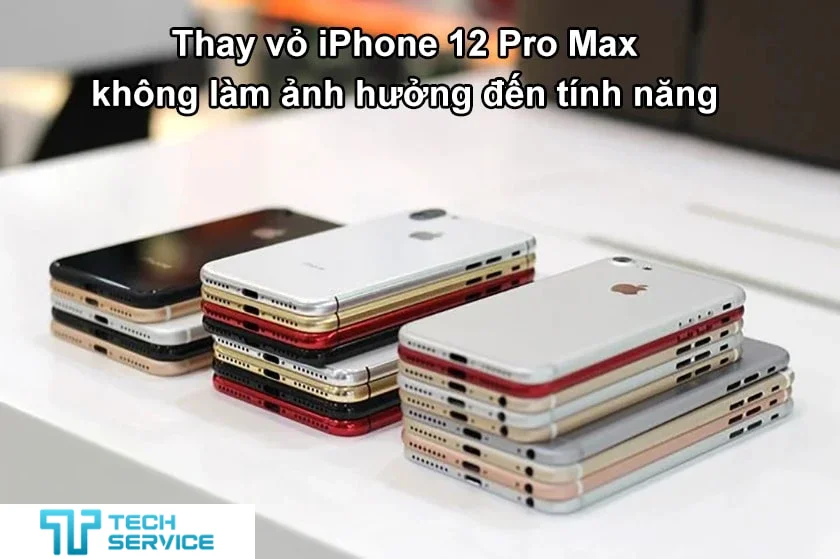 Thay vỏ iPhone 12 Pro Max
không làm ảnh hưởng đến tính năng
TECH
SERVICE